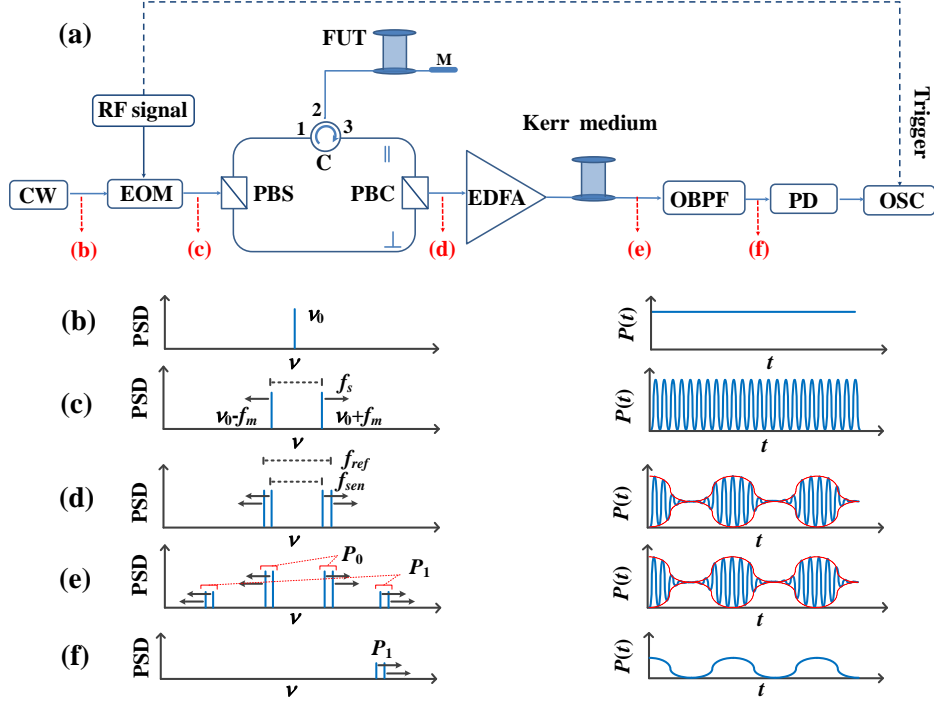 (a)
FUT
M
RF signal
2
1
3
C
||
Kerr medium
Trigger
CW
EOM
PBS
PBC
EDFA
OBPF
PD
OSC
⊥
(b)
(c)
(d)
(e)
(f)
(b)
PSD
ν0
ν
P(t)
t
(c)
PSD
fs
ν0-fm
ν0+fm
ν
P(t)
t
(d)
PSD
fref
fsen
ν
P(t)
t
(e)
PSD
P0
P1
ν
P(t)
t
(f)
PSD
P1
ν
P(t)
t